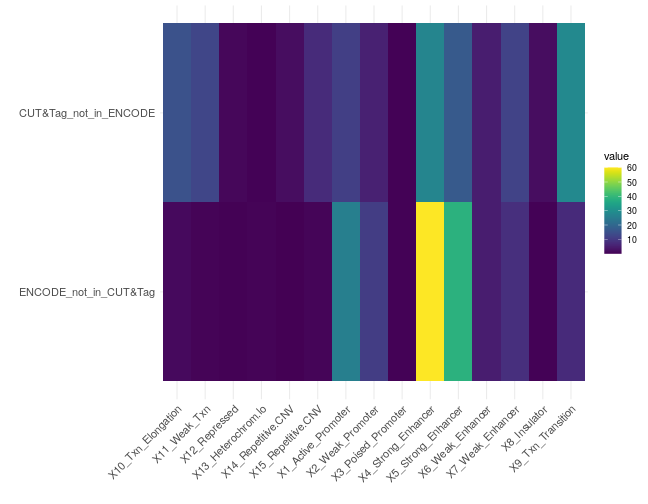 CUT&Tag_not_in_ENCODE
ENCODE_not_in_CUT&Tag
value
60
50
40
30
20
10
X10_Txn_Elongation
X11_Weak_Txn
X12_Repressed
X13_Heterochrom.lo
X14_Repetitive.CNV
X15_Repetitive.CNV
X1_Active_Promoter
X2_Weak_Promoter
X3_Poised_Promoter
X4_Strong_Enhancer
X5_Strong_Enhancer
X6_Weak_Enhancer
X7_Weak_Enhancer
X8_Insulator
X9_Txn_Transition